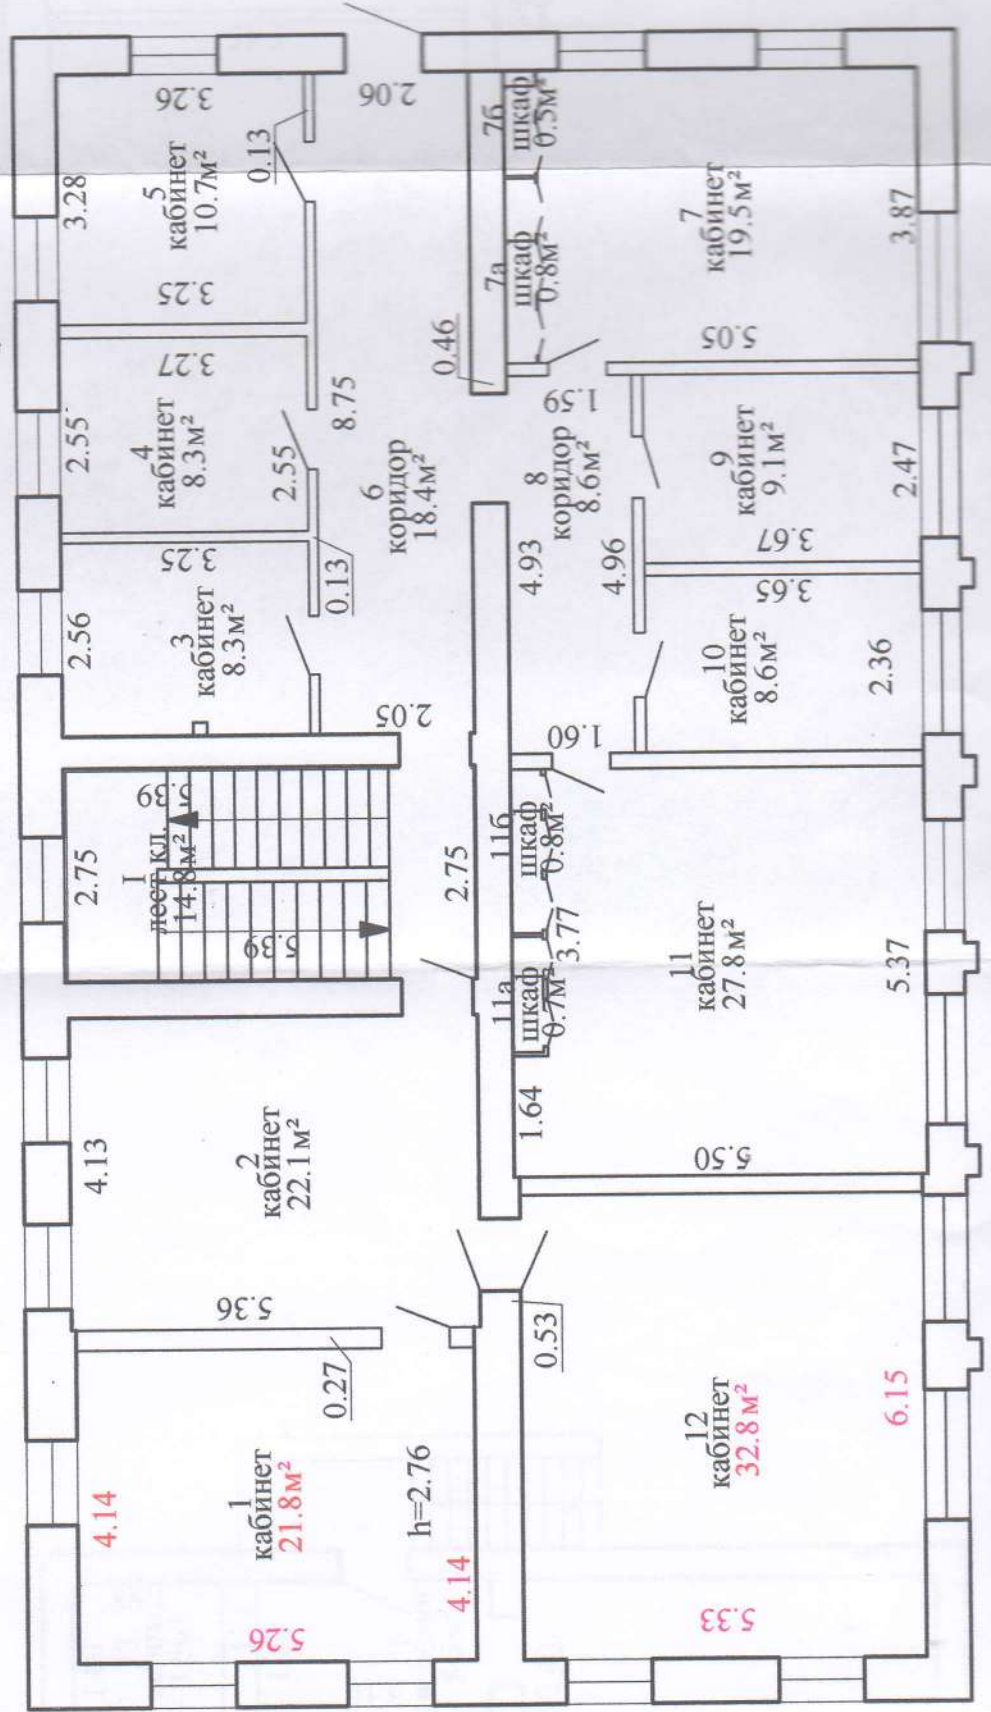 1
кабинет
21.8м²
4.14
5.26
4.14
h=2.76
0.27
2
кабинет
22.1м²
4.13
5.36
I
лест.кл.
14.8м²
2.75
5.39
5.39
2.75
3
кабинет
8.3м²
2.56
3.25
0.13
2.05
4
кабинет
8.3м²
2.55
3.27
2.55
5
кабинет
10.7м²
3.28
3.26
3.25
0.13
2.06
6
коридор
18.4м²
8.75
0.46
7б
шкаф
0.5м²
7а
шкаф
0.8м²
7
кабинет
19.5м²
3.87
5.05
8
коридор
8.6м²
1.59
4.93
4.96
1.60
9
кабинет
9.1м²
2.47
3.67
10
кабинет
8.6м²
2.36
3.65
11б
шкаф
0.8м²
11а
шкаф
0.7м²
3.77
1.64
11
кабинет
27.8м²
5.37
5.50
0.53
12
кабинет
32.8м²
6.15
5.33